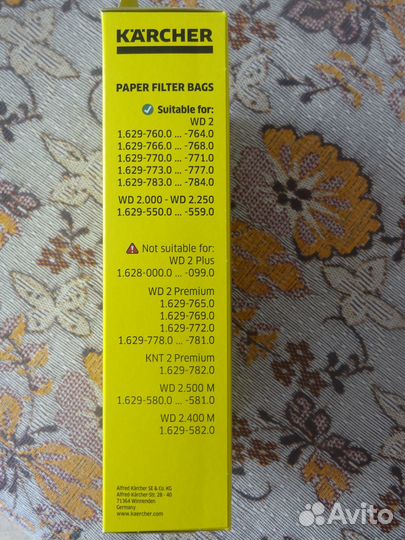 KÄRCHER
PAPER FILTER BAGS
Suitable for:
WD 2
1.629-760.0 ... -764.0
1.629-766.0 ... -768.0
1.629-770.0 ... -771.0
1.629-773.0 ... -777.0
1.629-783.0 ... -784.0
WD 2.000 - WD 2.250
1.629-550.0 ... -559.0
Not suitable for:
WD 2 Plus
1.628-000.0 ... -099.0
WD 2 Premium
1.629-765.0
1.629-769.0
1.629-772.0
1.629-778.0 ... -781.0
KNT 2 Premium
1.629-782.0
WD 2.500 M
1.629-580.0 ... -581.0
WD 2.400 M
1.629-582.0
Alfred Kärcher SE & Co. KG
Alfred-Kärcher-Str. 28 - 40
71364 Winnenden
Germany
www.kaercher.com
Avito